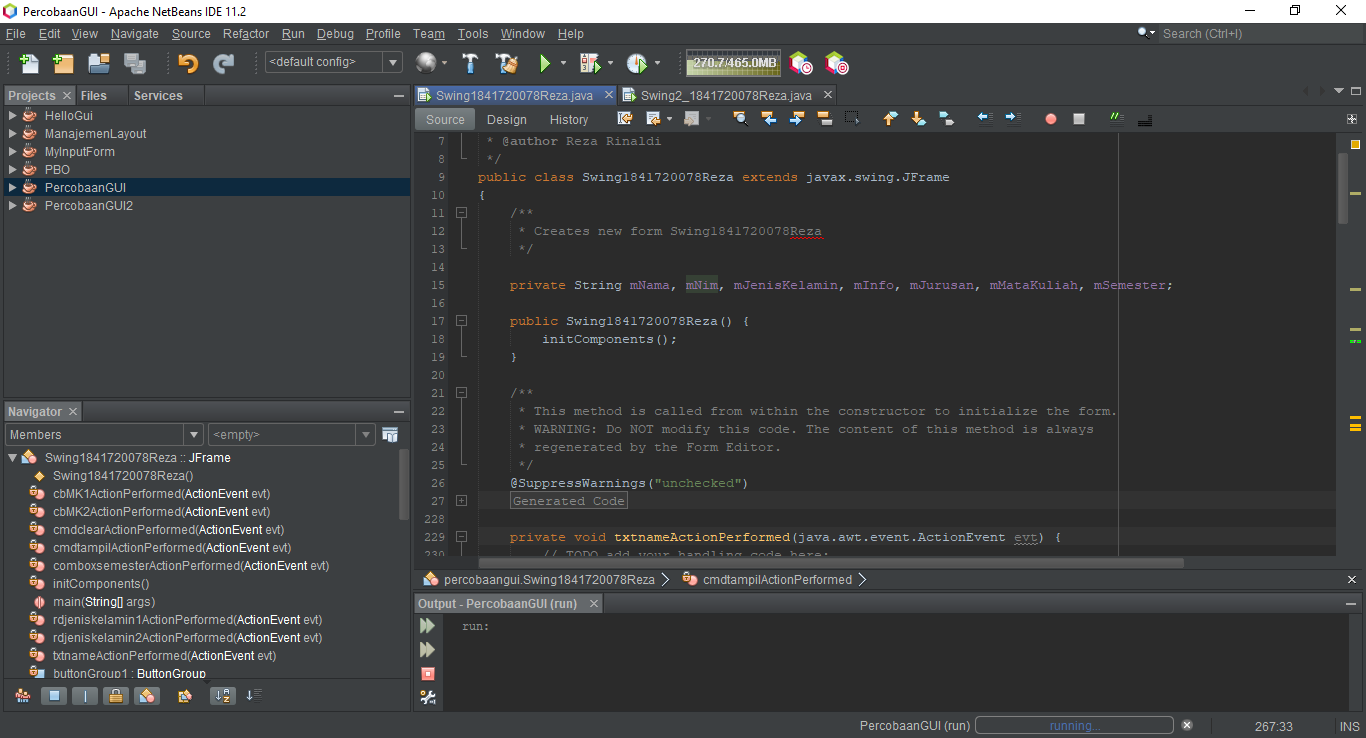 PercobaanGUI - Apache NetBeans IDE 11.2
File Edit View Navigate Source Refactor Run Debug Profile Team Tools Window Help
Search (Ctrl+I)
<default config>
270.7/465.0MB
Projects Files Services
HelloGui
ManajemenLayout
MyInputForm
PBO
PercobaanGUI
PercobaanGUI2
Navigator
Members
<empty>
Swing1841720078Reza :: JFrame
Swing1841720078Reza()
cbMK1ActionPerformed(ActionEvent evt)
cbMK2ActionPerformed(ActionEvent evt)
cmdclearActionPerformed(ActionEvent evt)
cmdtampilActionPerformed(ActionEvent evt)
comboxsemesterActionPerformed(ActionEvent evt)
initComponents()
main(String[] args)
rdjeniskelamin1ActionPerformed(ActionEvent evt)
rdjeniskelamin2ActionPerformed(ActionEvent evt)
txtnameActionPerformed(ActionEvent evt)
buttonGroup1 : ButtonGroup
Swing1841720078Reza.java Swing2_1841720078Reza.java
Source Design History
7 * @author Reza Rinaldi
8 */
9 public class Swing1841720078Reza extends javax.swing.JFrame
10 {
11 /**
12 * Creates new form Swing1841720078Reza
13 */
14
15 private String mNama, mNim, mJenisKelamin, mInfo, mJurusan, mMataKuliah, mSemester;
16
17 public Swing1841720078Reza() {
18 initComponents();
19 }
20
21 /**
22 * This method is called from within the constructor to initialize the form.
23 * WARNING: Do NOT modify this code. The content of this method is always
24 * regenerated by the Form Editor.
25 */
26 @SuppressWarnings("unchecked")
27 Generated Code
228
229 private void txtnameActionPerformed(java.awt.event.ActionEvent evt) {
230 // TODO add your handling code here:
percobaangui.Swing1841720078Reza cmdtampilActionPerformed
Output - PercobaanGUI (run)
run:
PercobaanGUI (run) running... 267:33 INS